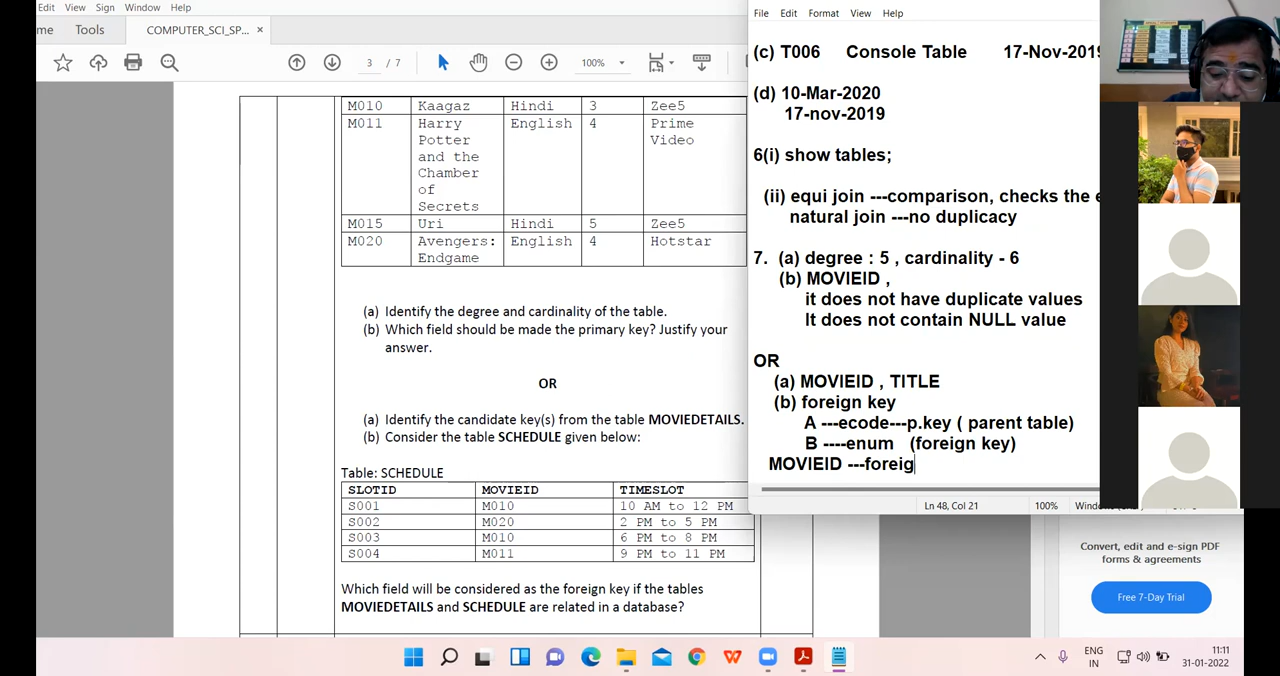 Edit View Sign Window Help
me Tools COMPUTER_SCI_SP... ×
3 / 7 100%
M010 Kaagaz Hindi 3 Zee5
M011 Harry English 4 Prime
Potter Video
and the
Chamber
of
Secrets
M015 Uri Hindi 5 Zee5
M020 Avengers: English 4 Hotstar
Endgame
(a) Identify the degree and cardinality of the table.
(b) Which field should be made the primary key? Justify your
answer.
OR
(a) Identify the candidate key(s) from the table MOVIEDETAILS.
(b) Consider the table SCHEDULE given below:
Table: SCHEDULE
SLOTID MOVIEID TIMESLOT
S001 M010 10 AM to 12 PM
S002 M020 2 PM to 5 PM
S003 M010 6 PM to 8 PM
S004 M011 9 PM to 11 PM
Which field will be considered as the foreign key if the tables
MOVIEDETAILS and SCHEDULE are related in a database?
File Edit Format View Help
(c) T006 Console Table 17-Nov-2019
(d) 10-Mar-2020
17-nov-2019
6(i) show tables;
(ii) equi join ---comparison, checks the e
natural join ---no duplicacy
7. (a) degree : 5 , cardinality - 6
(b) MOVIEID ,
it does not have duplicate values
It does not contain NULL value
OR
(a) MOVIEID , TITLE
(b) foreign key
A ---ecode---p.key ( parent table)
B ----enum (foreign key)
MOVIEID ---foreig
Ln 48, Col 21 100%
Convert, edit and e-sign PDF
forms & agreements
Free 7-Day Trial
ENG
IN
11:11
31-01-2022